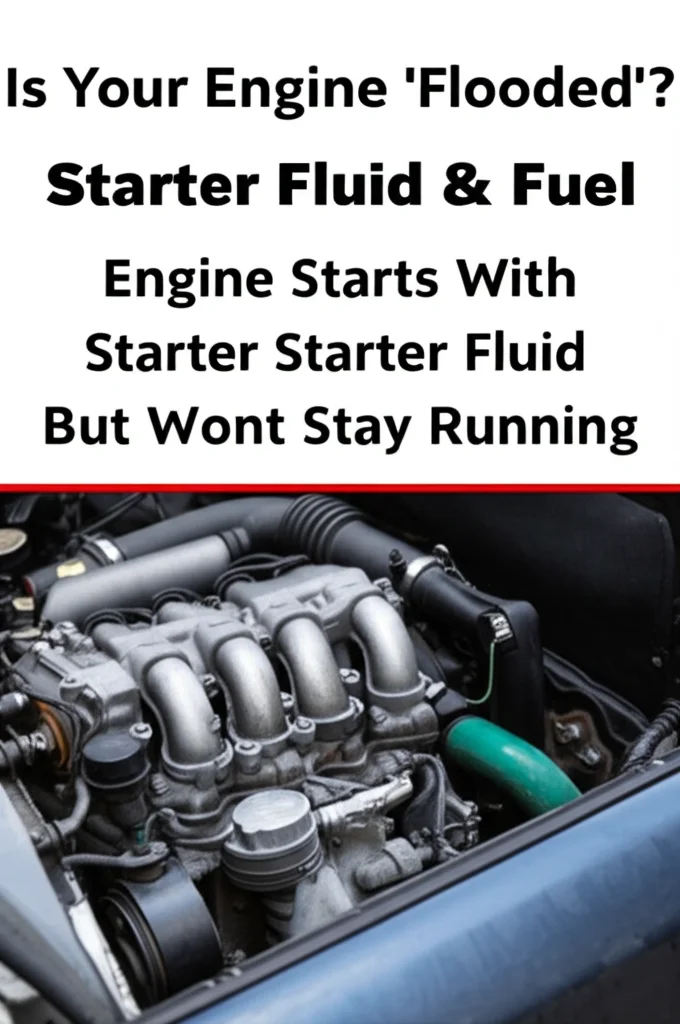 Is Your Engine 'Flooded'?
Starter Fluid & Fuel
Engine Starts With
Starter Starter Fluid
But Wont Stay Running